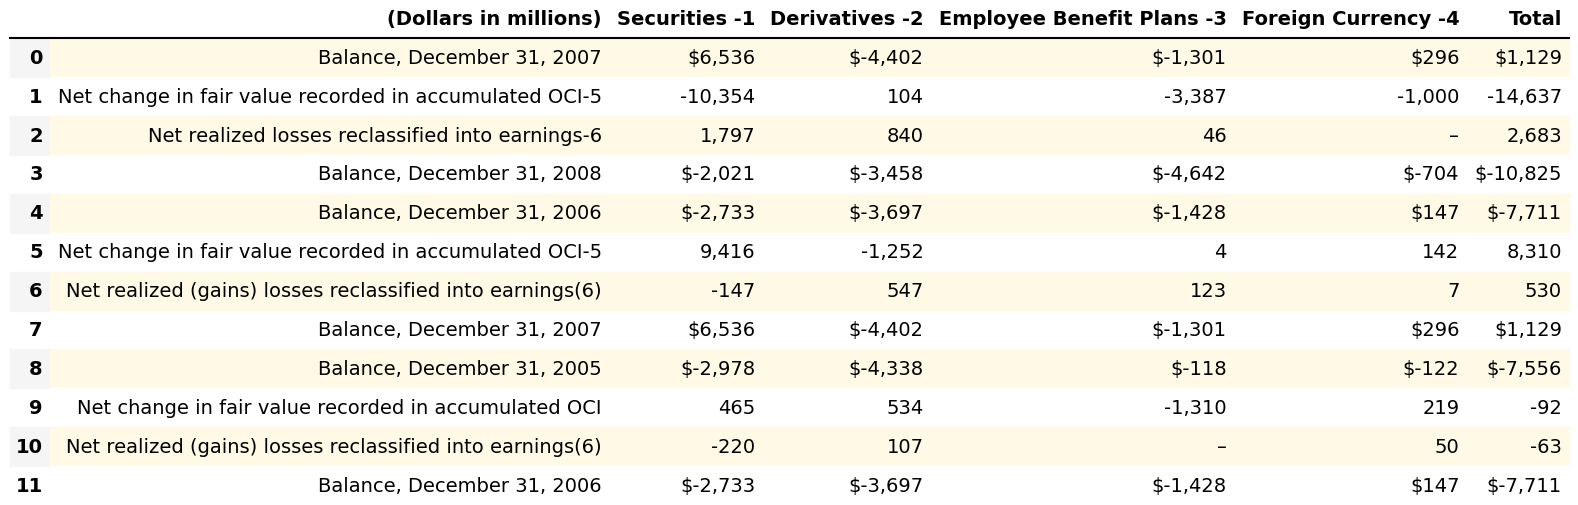 (Dollars in millions) Securities -1 Derivatives -2 Employee Benefit Plans -3 Foreign Currency -4 Total
0 Balance, December 31, 2007 $6,536 $-4,402 $-1,301 $296 $1,129
1 Net change in fair value recorded in accumulated OCI-5 -10,354 104 -3,387 -1,000 -14,637
2 Net realized losses reclassified into earnings-6 1,797 840 46 – 2,683
3 Balance, December 31, 2008 $-2,021 $-3,458 $-4,642 $-704 $-10,825
4 Balance, December 31, 2006 $-2,733 $-3,697 $-1,428 $147 $-7,711
5 Net change in fair value recorded in accumulated OCI-5 9,416 -1,252 4 142 8,310
6 Net realized (gains) losses reclassified into earnings(6) -147 547 123 7 530
7 Balance, December 31, 2007 $6,536 $-4,402 $-1,301 $296 $1,129
8 Balance, December 31, 2005 $-2,978 $-4,338 $-118 $-122 $-7,556
9 Net change in fair value recorded in accumulated OCI 465 534 -1,310 219 -92
10 Net realized (gains) losses reclassified into earnings(6) -220 107 – 50 -63
11 Balance, December 31, 2006 $-2,733 $-3,697 $-1,428 $147 $-7,711